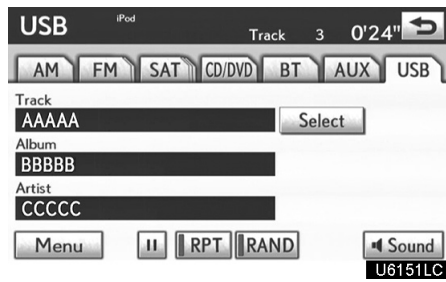 USB iPod Track 3 0'24"
AM FM SAT CD/DVD BT AUX USB
Track
AAAAA Select
Album
BBBBB
Artist
CCCCC
Menu II RPT RAND Sound
U6151LC